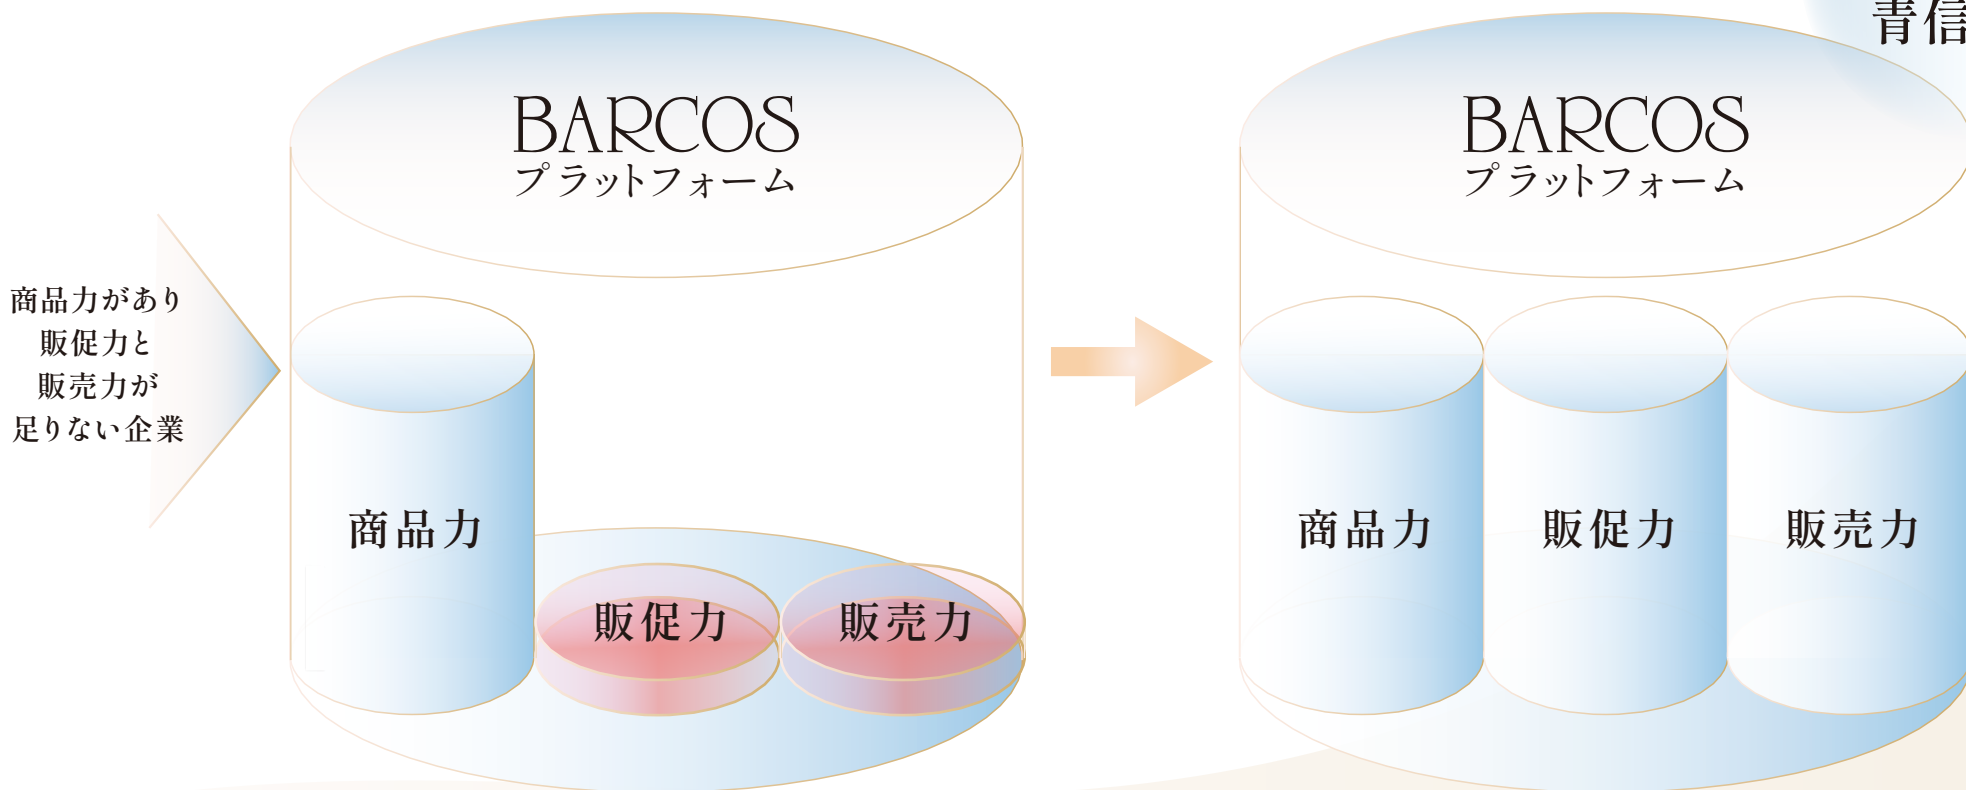 BARCOS
プラットフォーム
商品力があり
販促力と
販売力が
足りない企業
商品力
販促力
販売力
BARCOS
プラットフォーム
商品力
販促力
販売力
青信